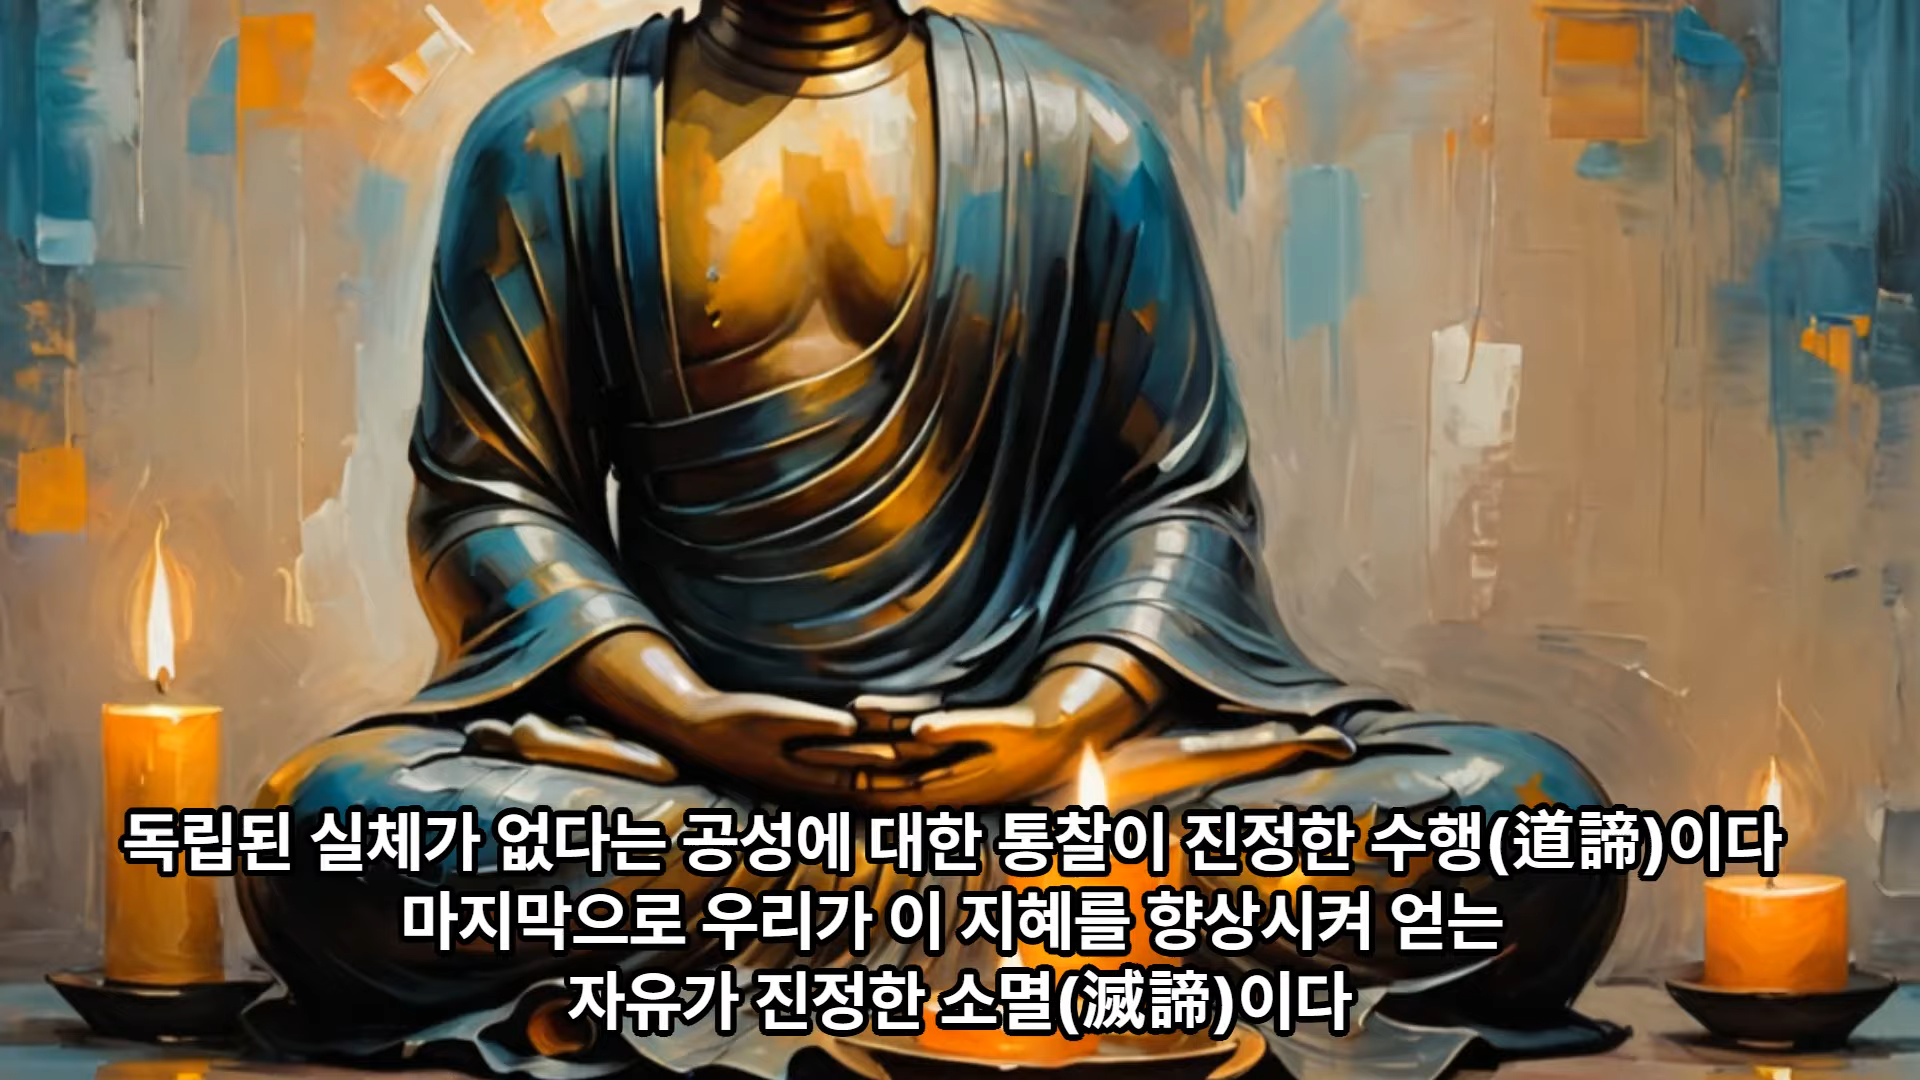 독립된 실체가 없다는 공성에 대한 통찰이 진정한 수행(道諦)이다
마지막으로 우리가 이 지혜를 향상시켜 얻는
자유가 진정한 소멸(滅諦)이다